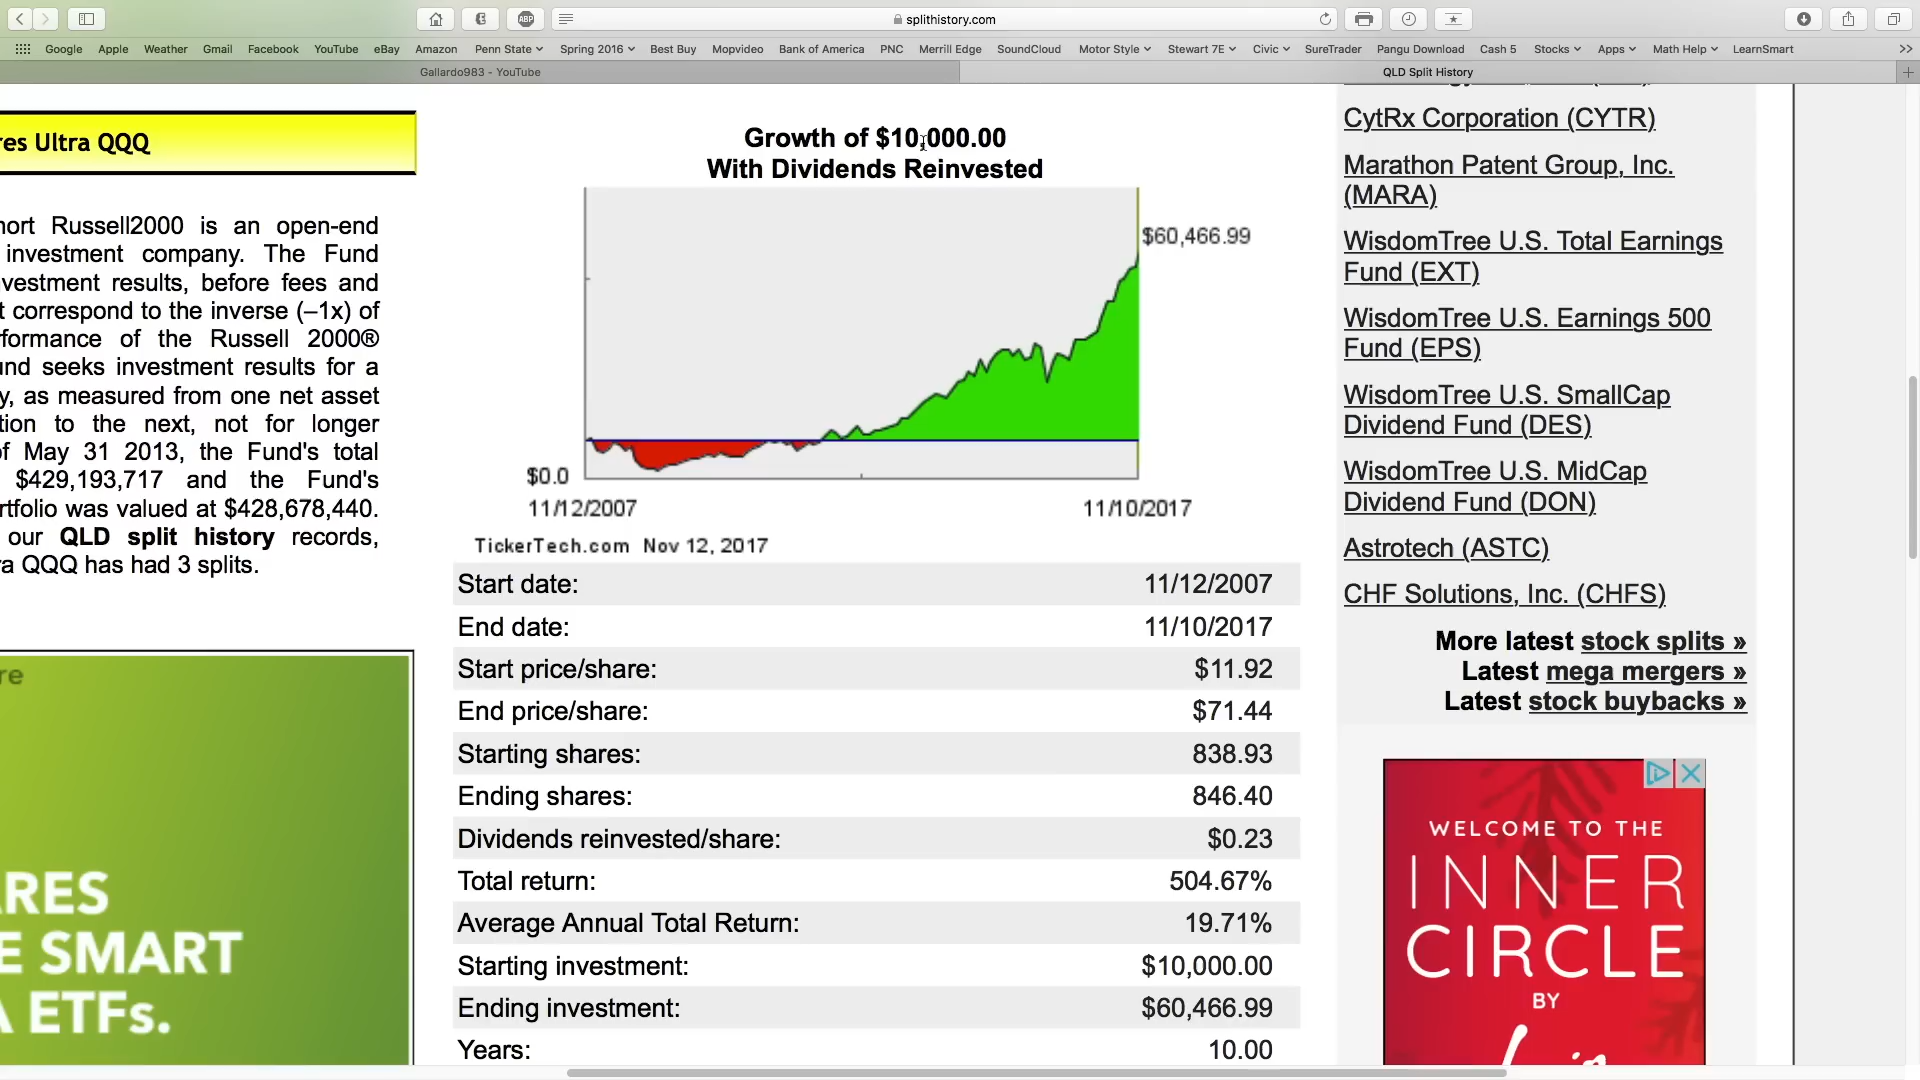 splithistory.com
ABP
Google Apple Weather Gmail Facebook YouTube eBay Amazon Penn State Spring 2016 Best Buy Mopvideo Bank of America PNC Merrill Edge SoundCloud Motor Style Stewart 7E Civic SureTrader Pangu Download Cash 5 Stocks Apps Math Help LearnSmart >>
Gallardo983 - YouTube
QLD Split History
res Ultra QQQ
hort Russell2000 is an open-end
investment company. The Fund
vestment results, before fees and
t correspond to the inverse (–1x) of
formance of the Russell 2000®
und seeks investment results for a
y, as measured from one net asset
tion to the next, not for longer
of May 31 2013, the Fund's total
$429,193,717 and the Fund's
rtfolio was valued at $428,678,440.
our QLD split history records,
ra QQQ has had 3 splits.
re
ARES
E SMART
A ETFs.
Growth of $10,000.00
With Dividends Reinvested
$60,466.99
$0.0
11/12/2007 11/10/2017
TickerTech.com Nov 12, 2017
Start date: 11/12/2007
End date: 11/10/2017
Start price/share: $11.92
End price/share: $71.44
Starting shares: 838.93
Ending shares: 846.40
Dividends reinvested/share: $0.23
Total return: 504.67%
Average Annual Total Return: 19.71%
Starting investment: $10,000.00
Ending investment: $60,466.99
Years: 10.00
CytRx Corporation (CYTR)
Marathon Patent Group, Inc.
(MARA)
WisdomTree U.S. Total Earnings
Fund (EXT)
WisdomTree U.S. Earnings 500
Fund (EPS)
WisdomTree U.S. SmallCap
Dividend Fund (DES)
WisdomTree U.S. MidCap
Dividend Fund (DON)
Astrotech (ASTC)
CHF Solutions, Inc. (CHFS)
More latest stock splits »
Latest mega mergers »
Latest stock buybacks »
WELCOME TO THE
INNER
CIRCLE
BY